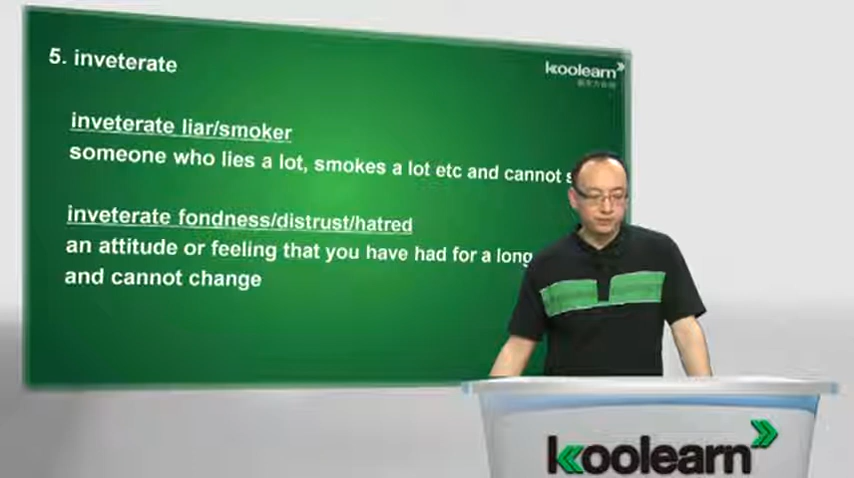 5. inveterate
koolearn
inveterate liar/smoker
someone who lies a lot, smokes a lot etc and cannot s
inveterate fondness/distrust/hatred
an attitude or feeling that you have had for a long
and cannot change
koolearn